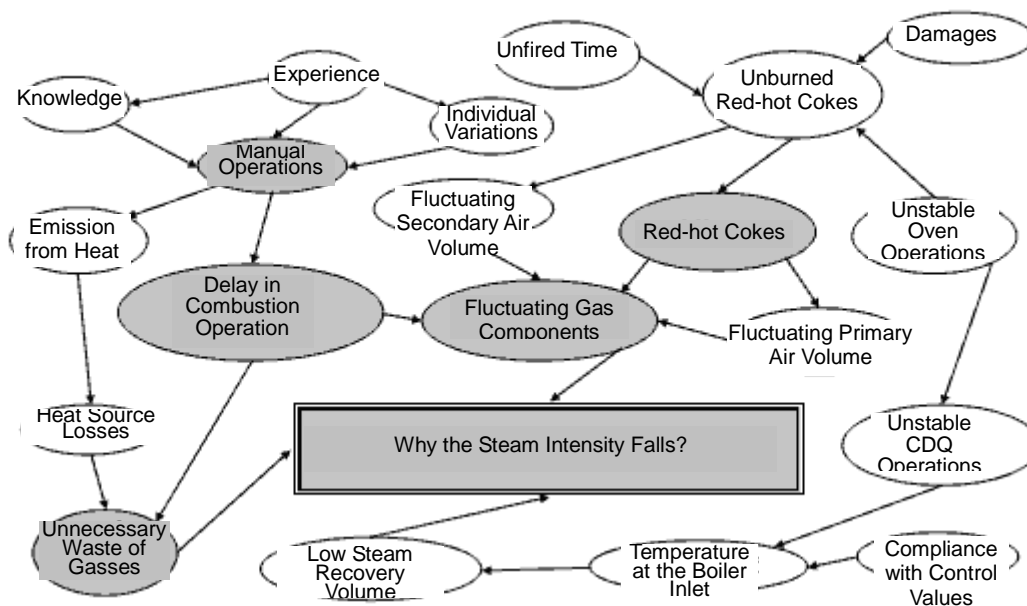 Unfired Time
Damages
Experience
Knowledge
Unburned
Red-hot Cokes
Individual
Variations
Manual
Operations
Fluctuating
Secondary Air
Volume
Red-hot Cokes
Unstable
Oven
Operations
Emission
from Heat
Delay in
Combustion
Operation
Fluctuating Gas
Components
Fluctuating Primary
Air Volume
Heat Source
Losses
Why the Steam Intensity Falls?
Unstable
CDQ
Operations
Unnecessary
Waste of
Gasses
Low Steam
Recovery
Volume
Temperature
at the Boiler
Inlet
Compliance
with Control
Values